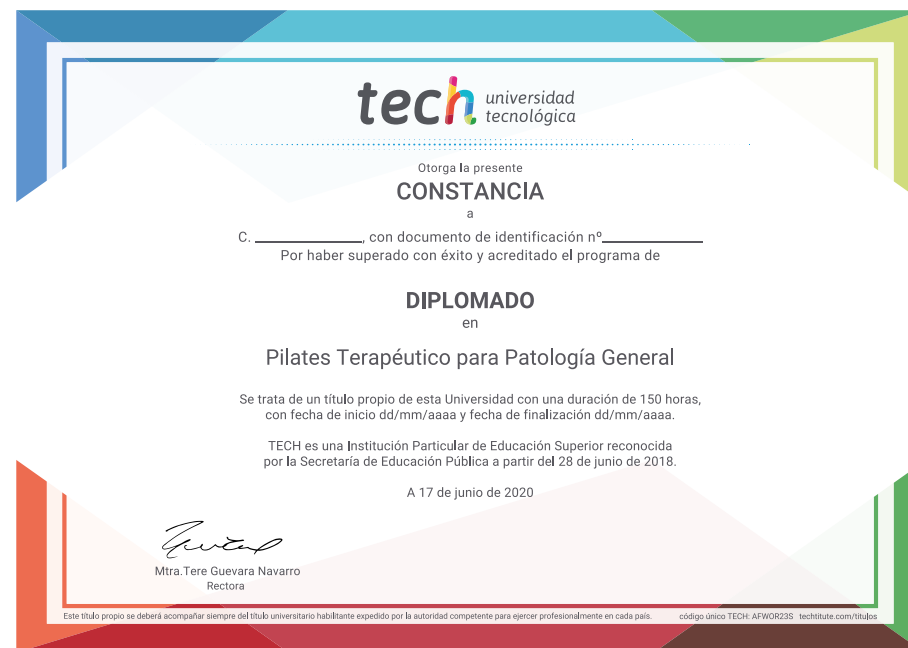 tech universidad
tecnológica
Otorga la presente
CONSTANCIA
a
C. ____________, con documento de identificación nº____________
Por haber superado con éxito y acreditado el programa de
DIPLOMADO
en
Pilates Terapéutico para Patología General
Se trata de un título propio de esta Universidad con una duración de 150 horas,
con fecha de inicio dd/mm/aaaa y fecha de finalización dd/mm/aaaa.
TECH es una Institución Particular de Educación Superior reconocida
por la Secretaría de Educación Pública a partir del 28 de junio de 2018.
A 17 de junio de 2020
Mtra.Tere Guevara Navarro
Rectora
Este título propio se deberá acompañar siempre del título universitario habilitante expedido por la autoridad competente para ejercer profesionalmente en cada país. código único TECH: AFWOR23S techtitute.com/titulos